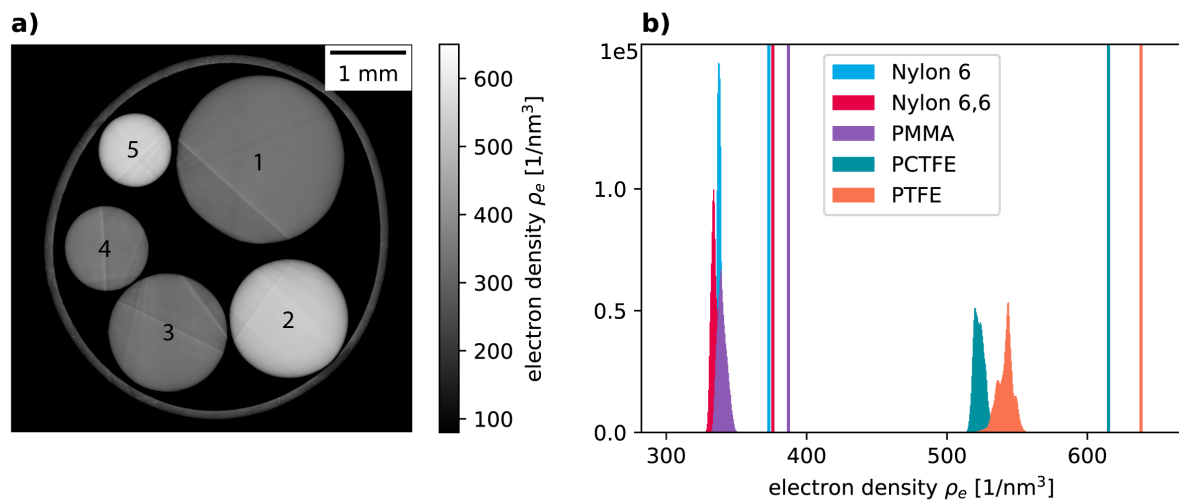 a)
1 mm
1
2
3
4
5
600
500
400
300
200
100
electron density ρₑ [1/nm³]
b)
1e5
1.0
0.5
0.0
Nylon 6
Nylon 6,6
PMMA
PCTFE
PTFE
300 400 500 600
electron density ρₑ [1/nm³]